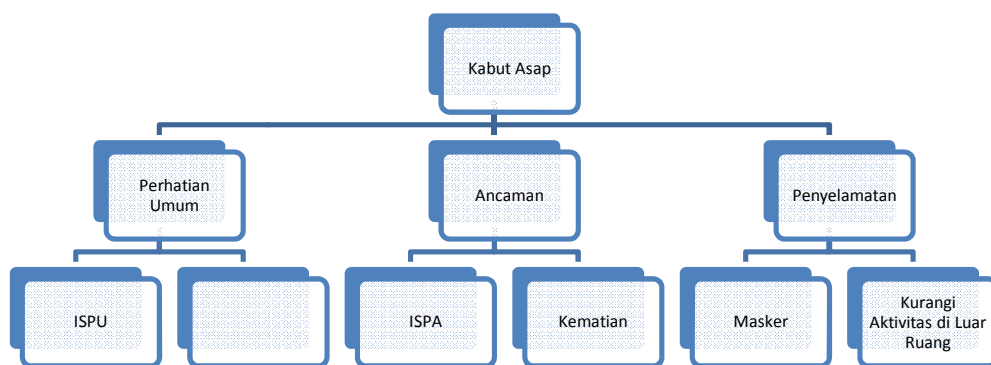 Kabut Asap
Perhatian
Umum
Ancaman
Penyelamatan
ISPU
ISPA
Kematian
Masker
Kurangi
Aktivitas di Luar
Ruang